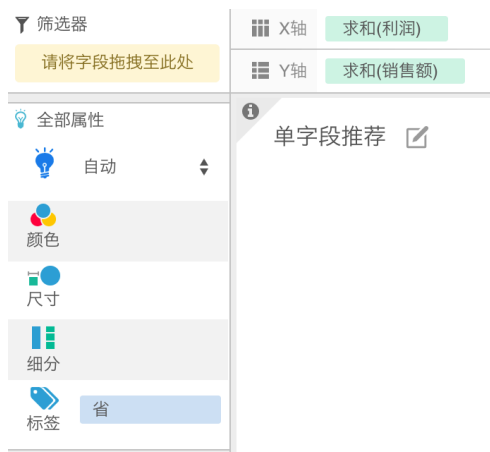 筛选器
请将字段拖拽至此处
X轴 求和(利润)
Y轴 求和(销售额)
全部属性
自动
颜色
尺寸
细分
标签 省
单字段推荐